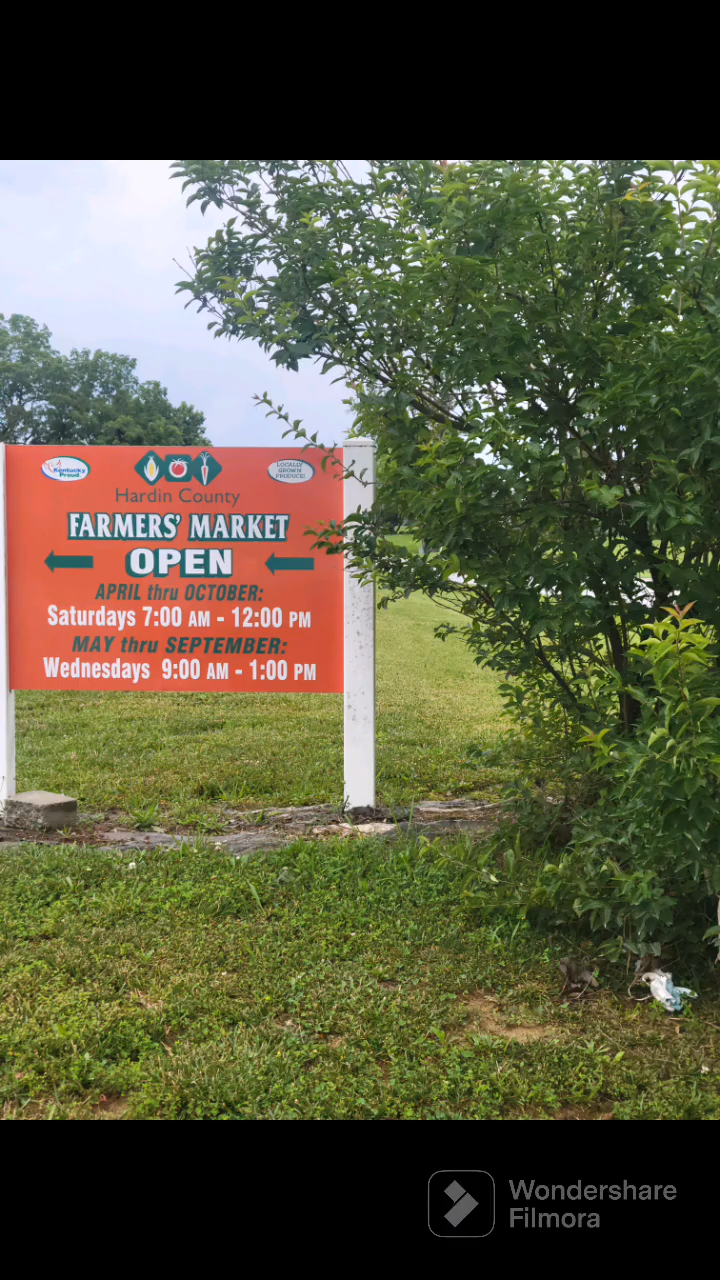 Kentucky Proud
LOCALLY
GROWN
PRODUCE!
Hardin County
FARMERS' MARKET
OPEN
APRIL thru OCTOBER:
Saturdays 7:00 AM - 12:00 PM
MAY thru SEPTEMBER:
Wednesdays 9:00 AM - 1:00 PM
Wondershare
Filmora